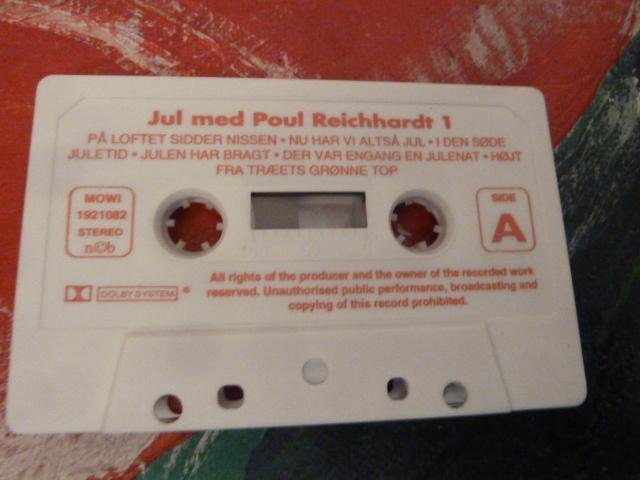 Jul med Poul Reichhardt 1
PÅ LOFTET SIDDER NISSEN • NU HAR VI ALTSÅ JUL • I DEN SØDE
JULETID • JULEN HAR BRAGT • DER VAR ENGANG EN JULENAT • HØJT
FRA TRÆETS GRØNNE TOP
MOWI
1921082
STEREO
n©b
SIDE
A
DOLBY SYSTEM ®
All rights of the producer and the owner of the recorded work
reserved. Unauthorised public performance, broadcasting and
copying of this record prohibited.